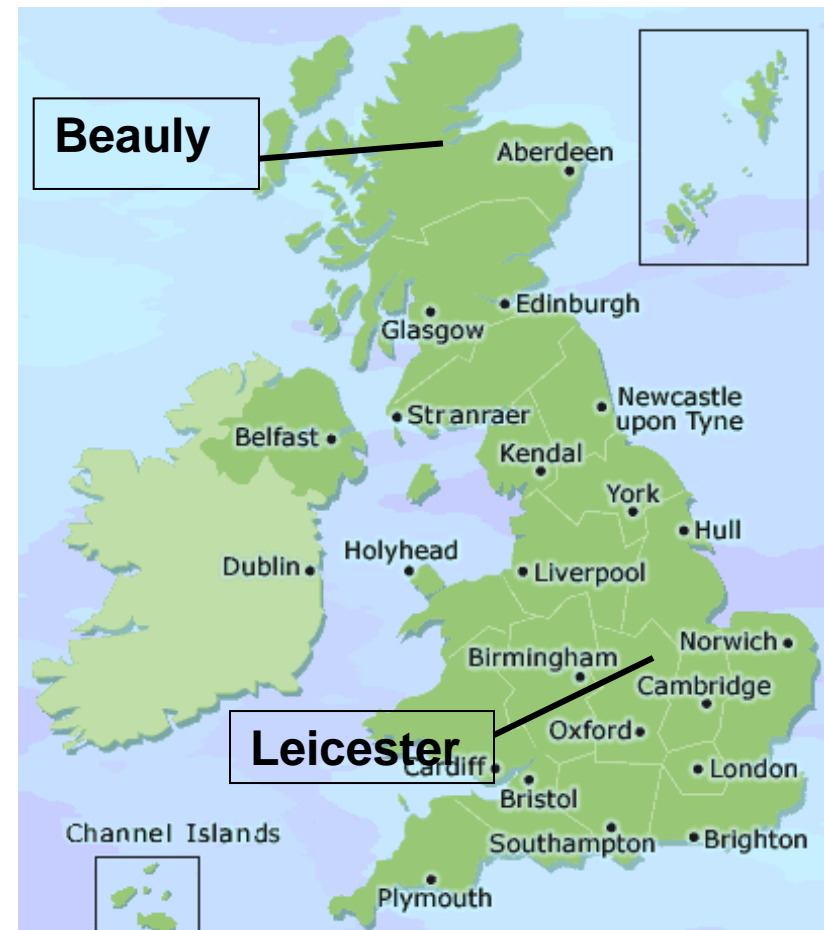 Beauly
Aberdeen
Edinburgh
Glasgow
Stranraer
Newcastle
upon Tyne
Belfast
Kendal
York
Hull
Holyhead
Dublin
Liverpool
Norwich
Birmingham
Cambridge
Leicester
Oxford
Cardiff
London
Bristol
Channel Islands
Southampton
Brighton
Plymouth